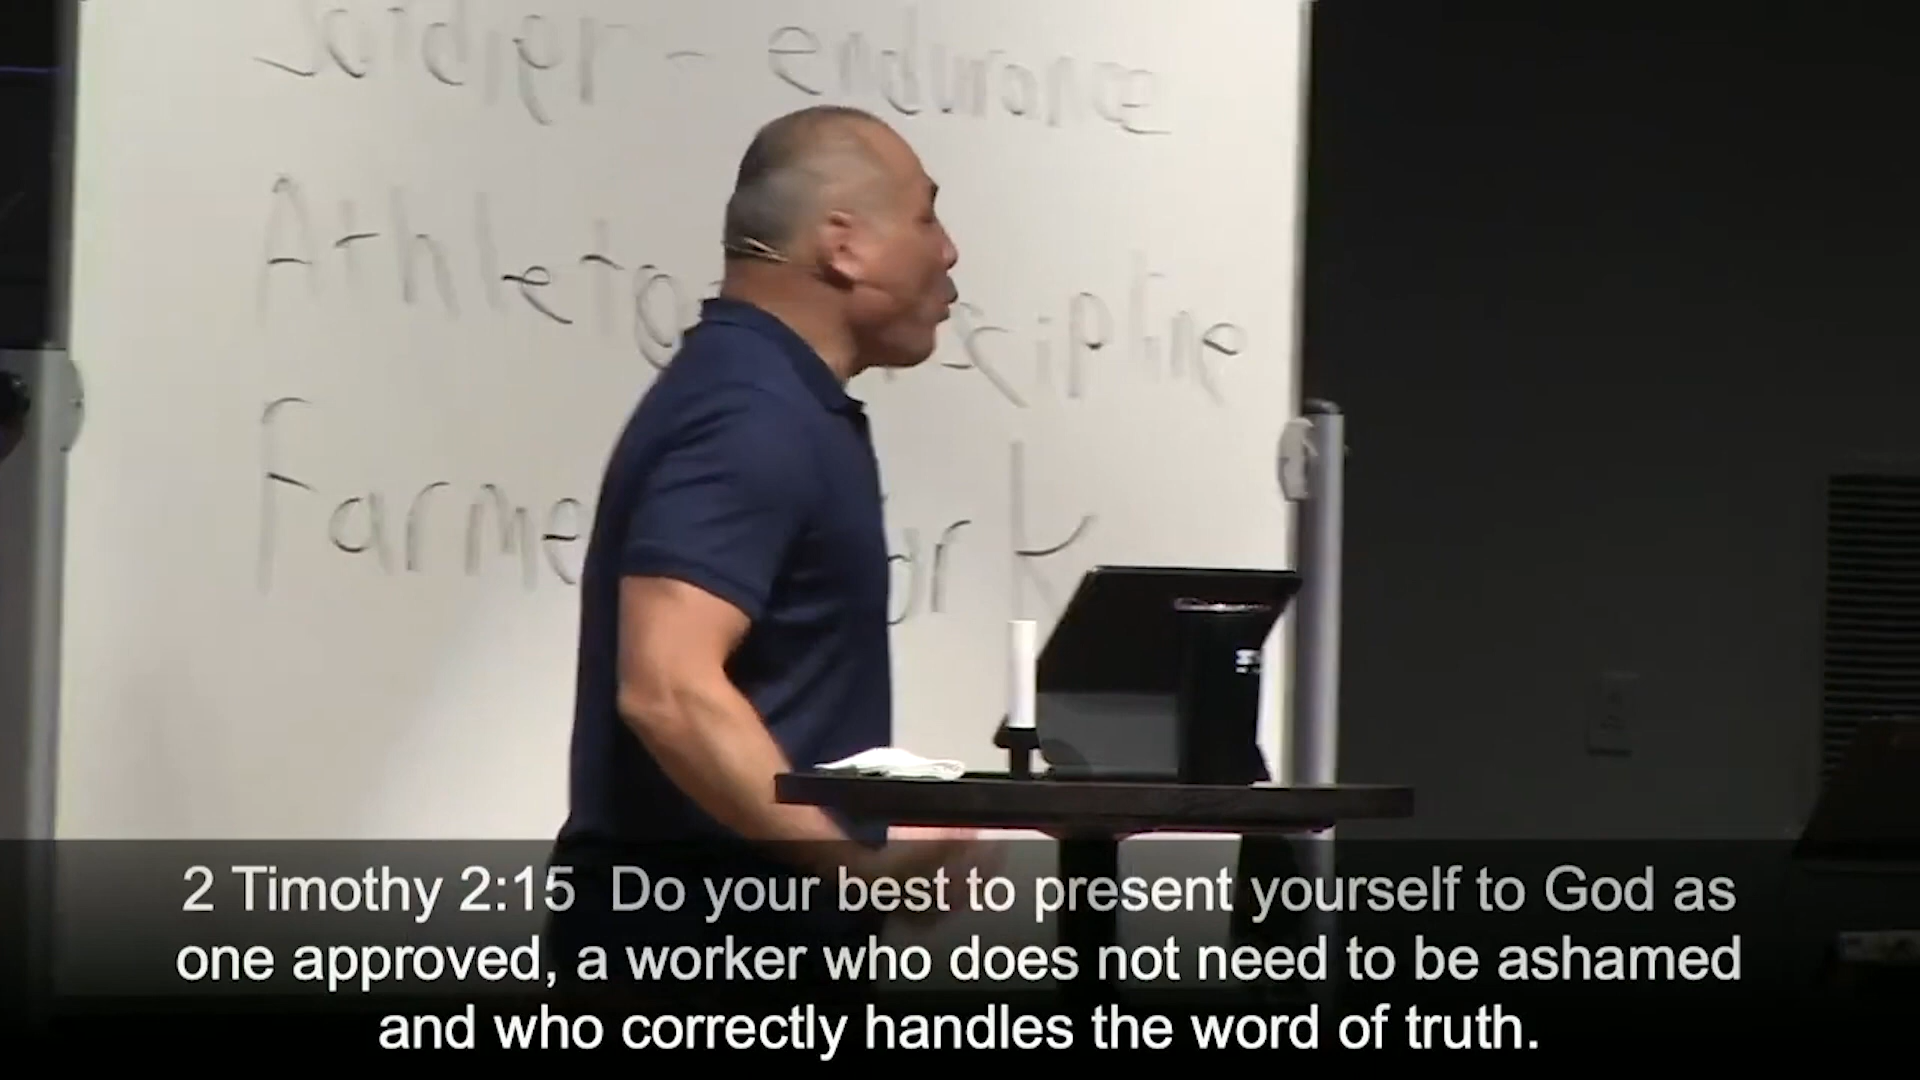 Soldier - endurance
Athlete
Farme
2 Timothy 2:15 Do your best to present yourself to God as
one approved, a worker who does not need to be ashamed
and who correctly handles the word of truth.